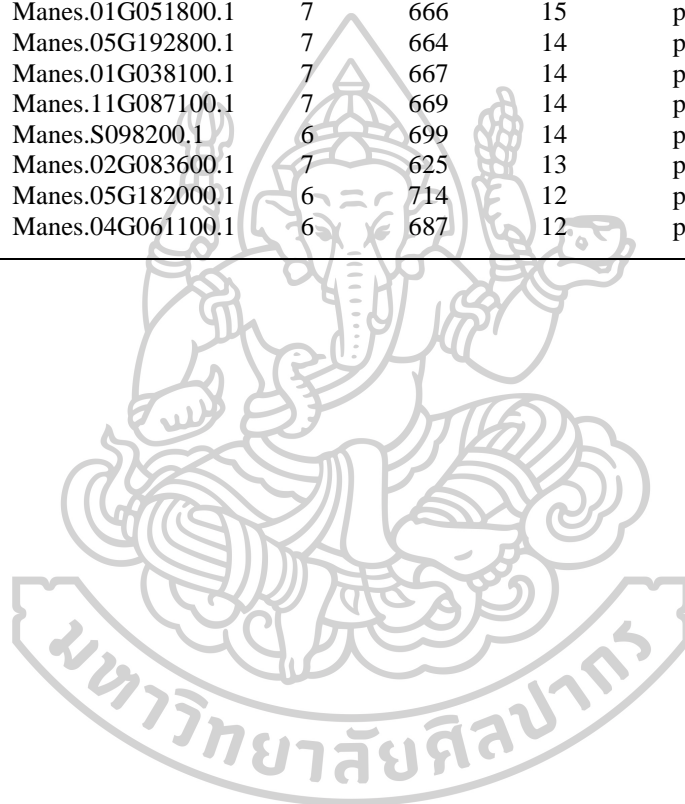 Manes.01G051800.1 7 666 15 p
Manes.05G192800.1 7 664 14 p
Manes.01G038100.1 7 667 14 p
Manes.11G087100.1 7 669 14 p
Manes.S098200.1 6 699 14 p
Manes.02G083600.1 7 625 13 p
Manes.05G182000.1 6 714 12 p
Manes.04G061100.1 6 687 12 p
มหาวิทยาลัยศิลปากร